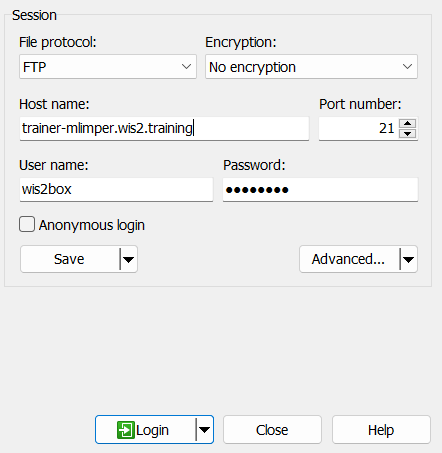 Session
File protocol:
Encryption:
FTP
No encryption
Host name:
Port number:
trainer-mlimper.wis2.training
21
User name:
Password:
wis2box
●●●●●●●●
Anonymous login
Save
Advanced...
Login
Close
Help